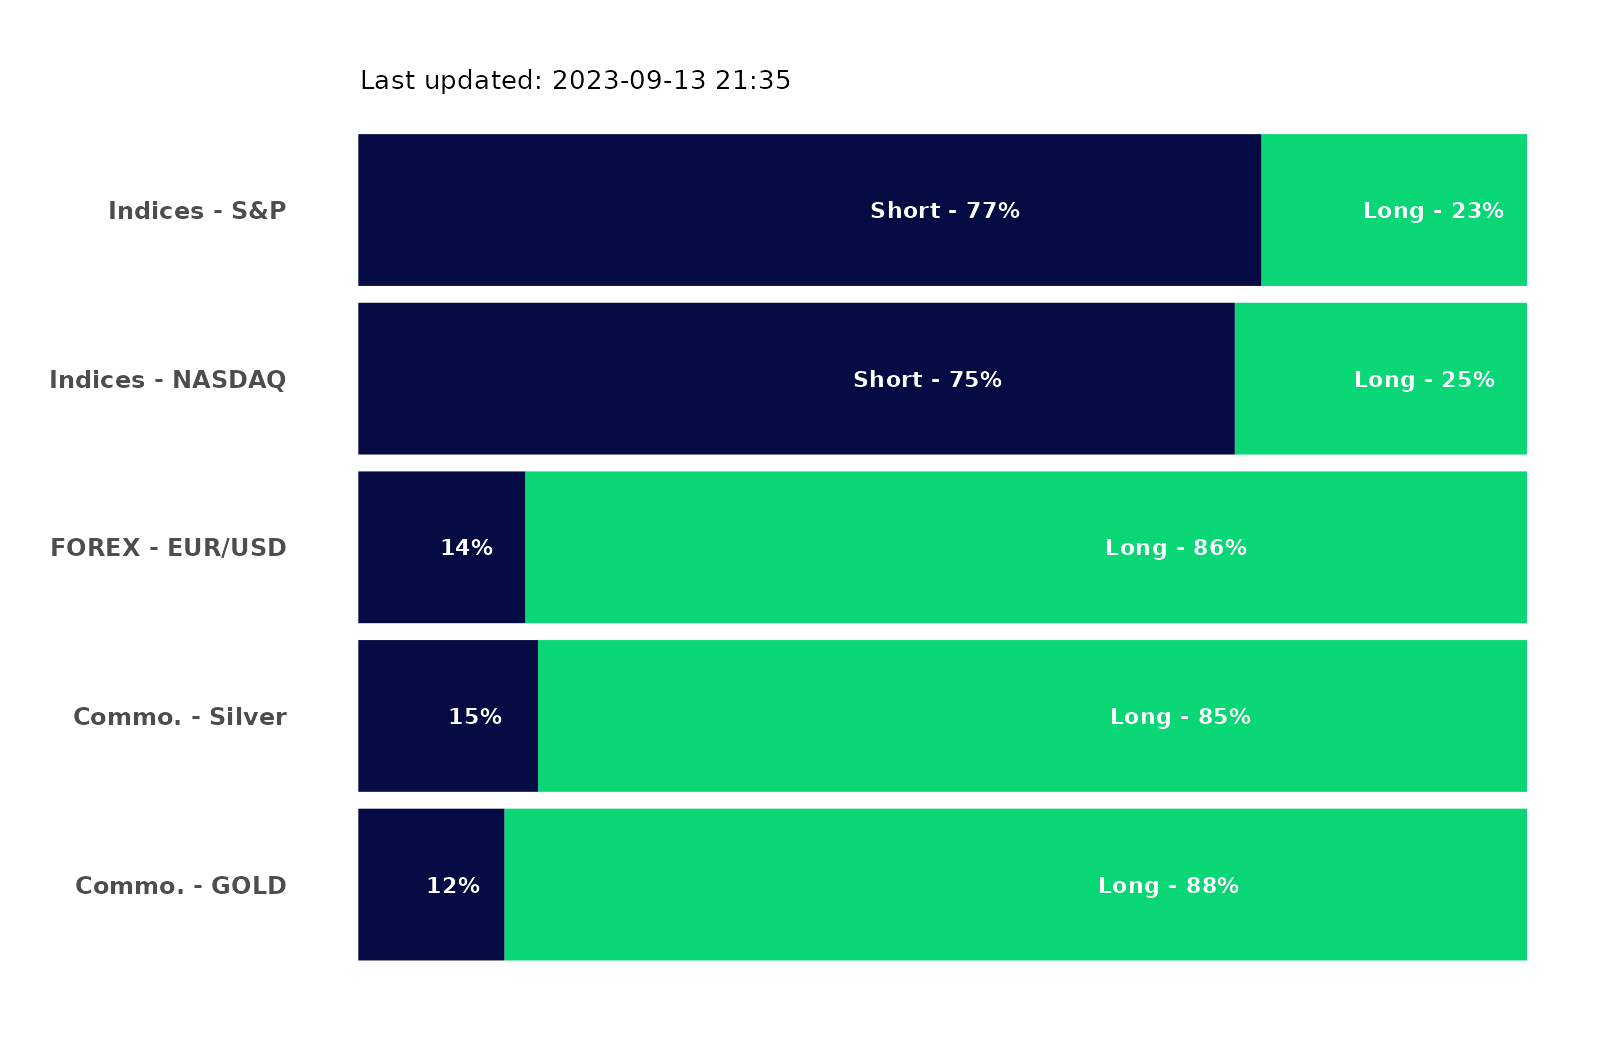 Last updated: 2023-09-13 21:35
Indices - S&P Short - 77% Long - 23%
Indices - NASDAQ Short - 75% Long - 25%
FOREX - EUR/USD 14% Long - 86%
Commo. - Silver 15% Long - 85%
Commo. - GOLD 12% Long - 88%